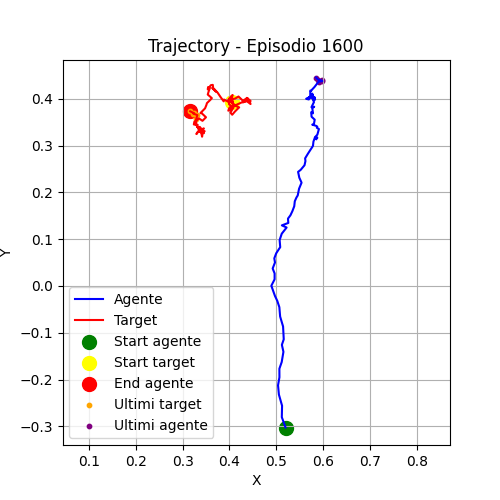 Trajectory - Episodio 1600
Y
0.4
0.3
0.2
0.1
0.0
−0.1
−0.2
−0.3
Agente
Target
Start agente
Start target
End agente
Ultimi target
Ultimi agente
0.1 0.2 0.3 0.4 0.5 0.6 0.7 0.8
X